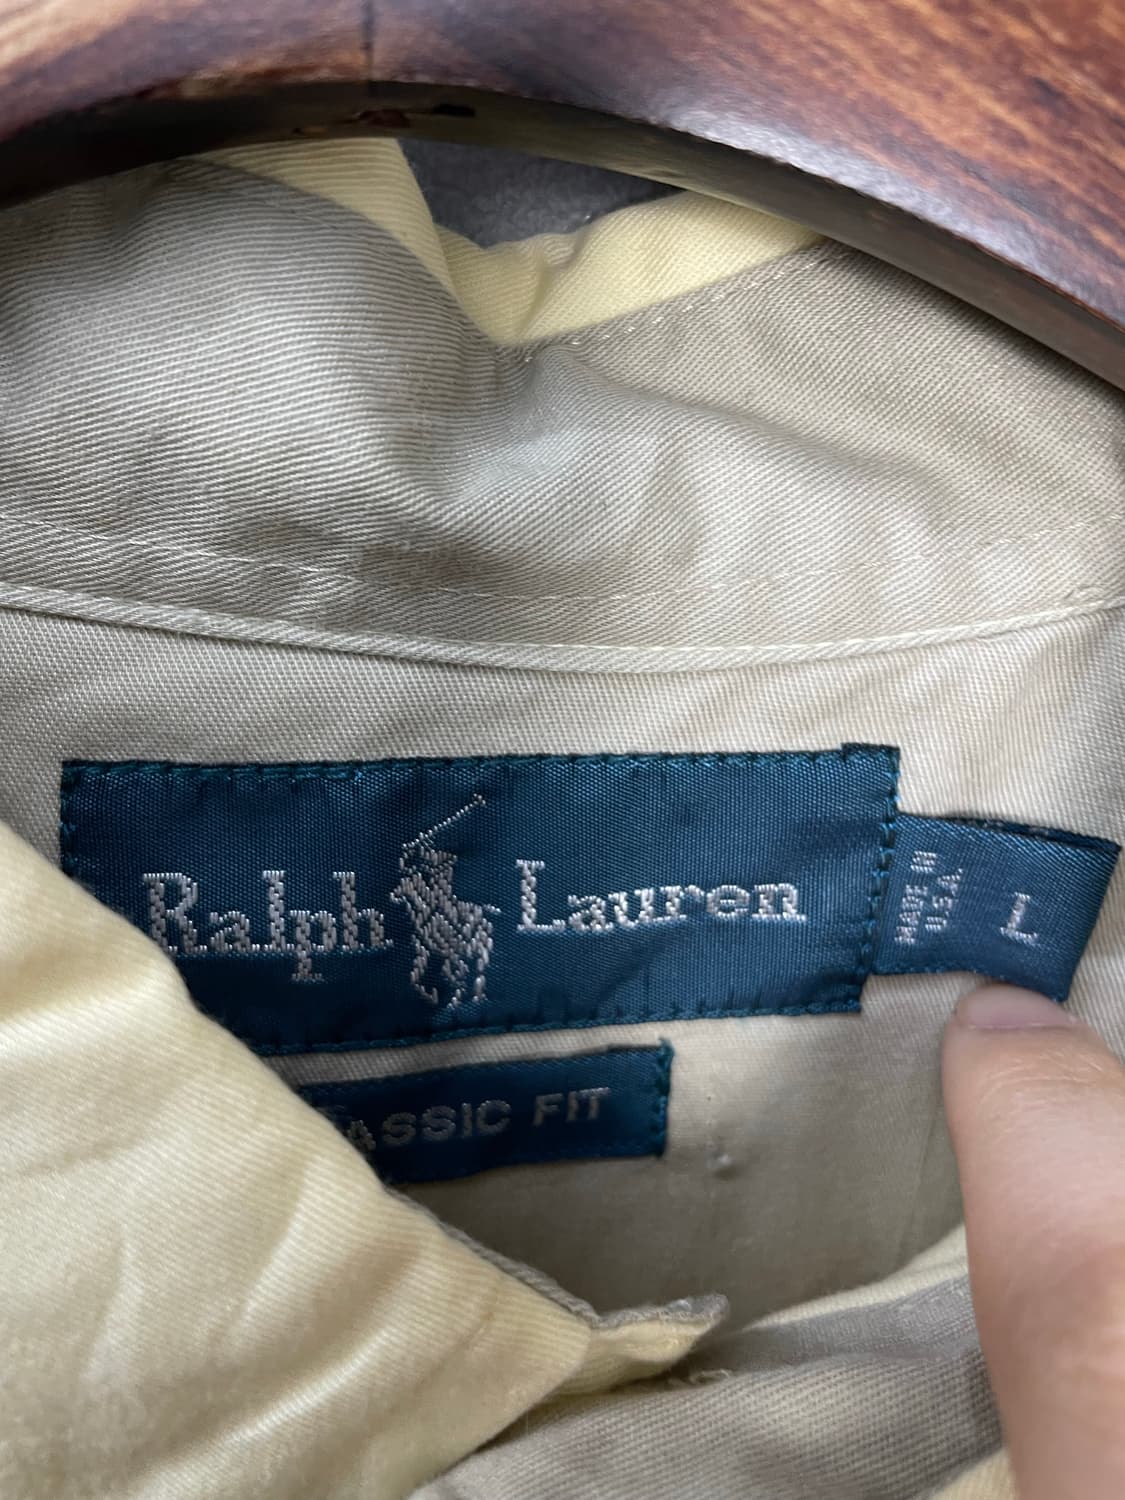 Ralph Lauren
MADE IN
U.S.A.
L
ASSIC FIT